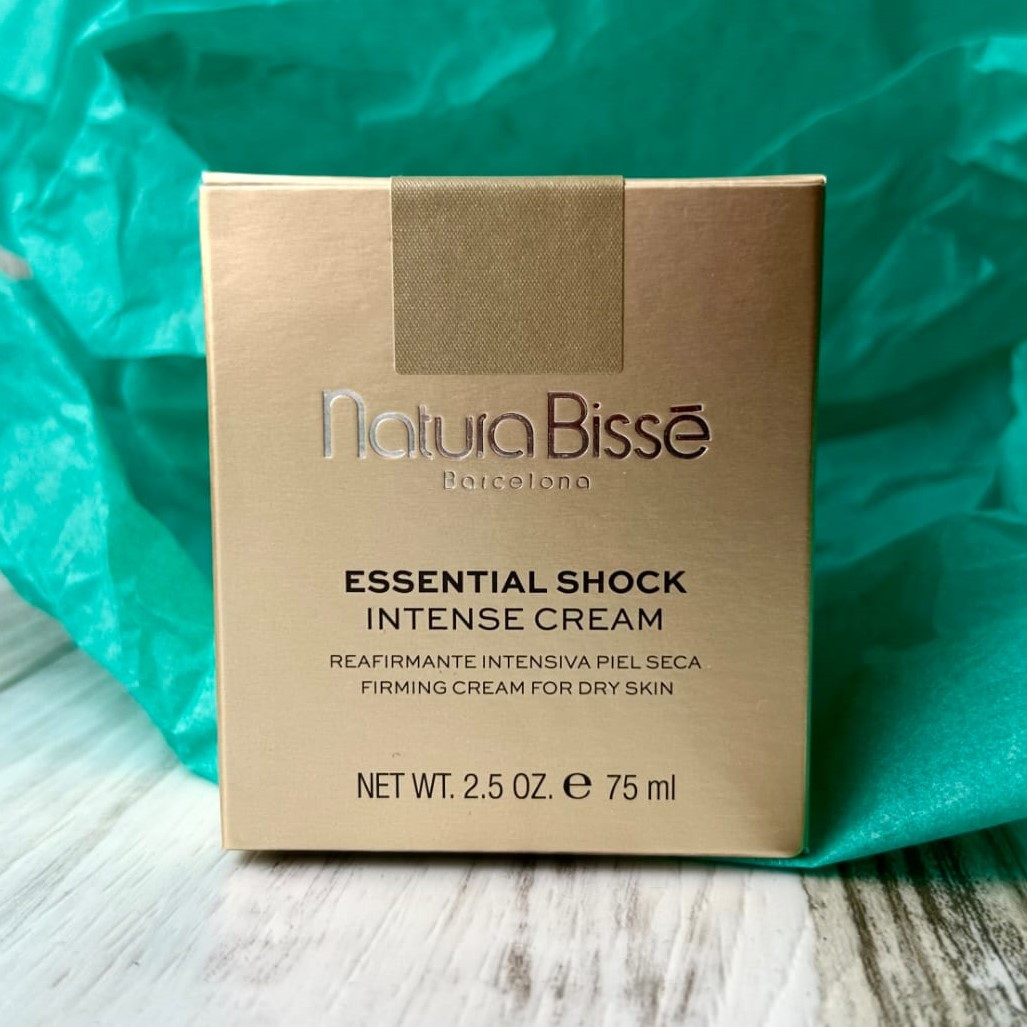 Natura Bissē
Barcelona
ESSENTIAL SHOCK
INTENSE CREAM
REAFIRMANTE INTENSIVA PIEL SECA
FIRMING CREAM FOR DRY SKIN
NET WT. 2.5 OZ. ℮ 75 ml